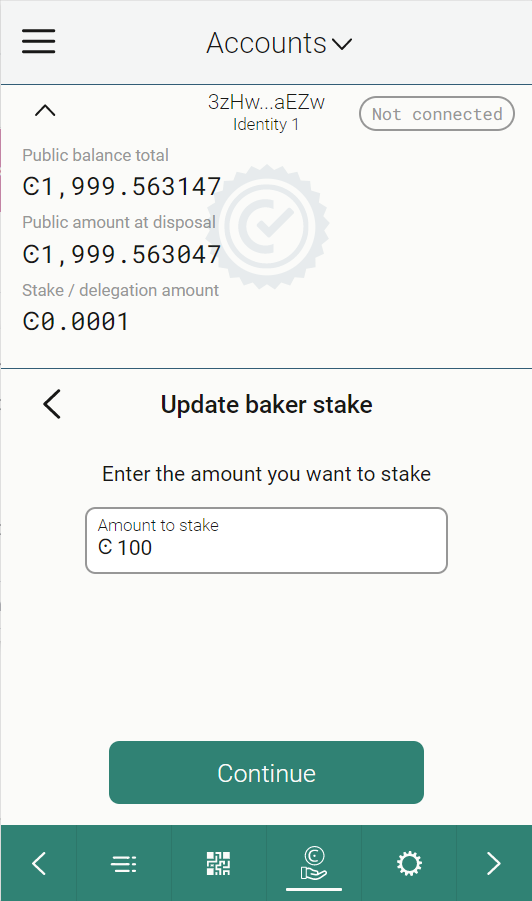 Accounts
3zHw...aEZw
Identity 1
Not connected
Public balance total
Ͼ1,999.563147
Public amount at disposal
Ͼ1,999.563047
Stake / delegation amount
Ͼ0.0001
Update baker stake
Enter the amount you want to stake
Amount to stake
Ͼ 100
Continue